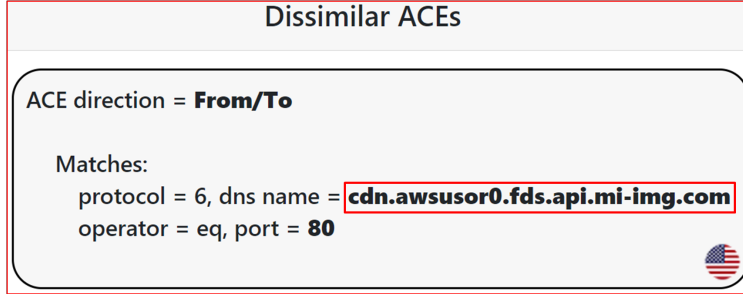 Dissimilar ACEs
ACE direction = From/To
Matches:
protocol = 6, dns name = cdn.awsusor0.fds.api.mi-img.com
operator = eq, port = 80